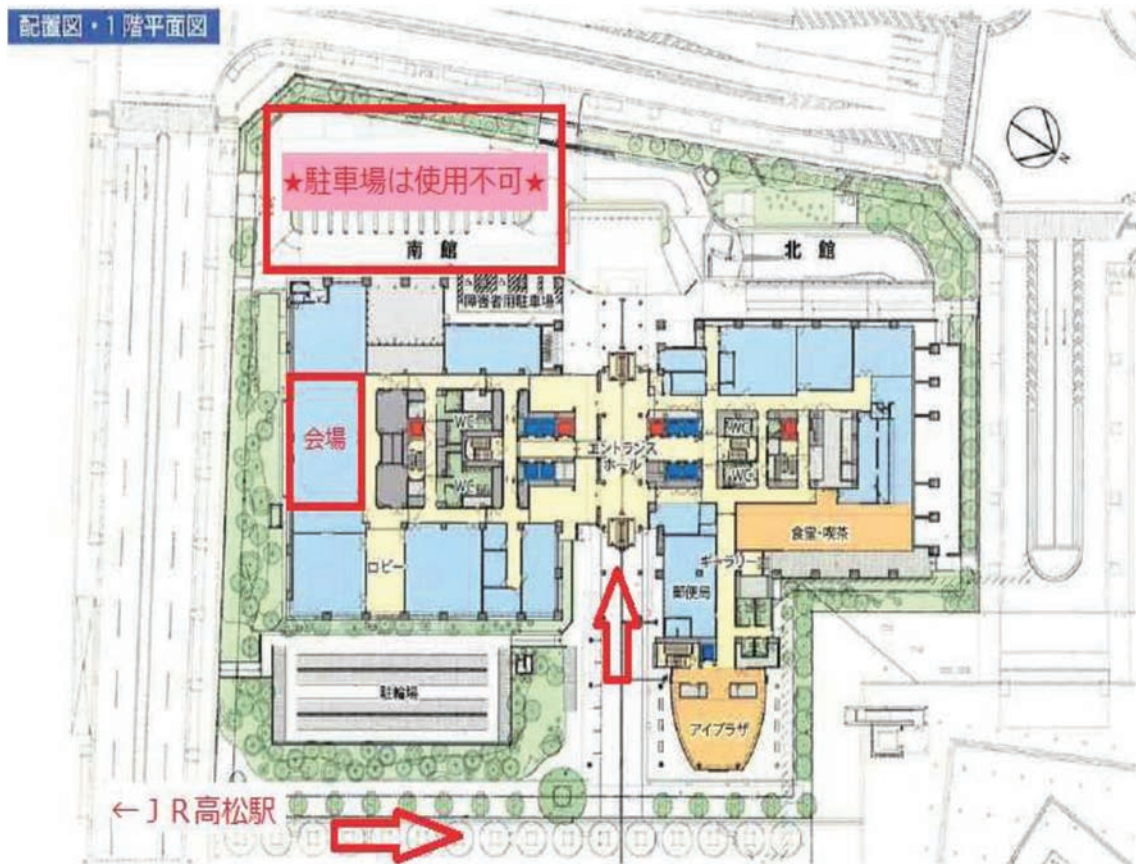 配置図・1階平面図
★駐車場は使用不可★
南館
北館
N
障害者用駐車場
会場
WC
WC
エントランス
ホール
WC
WC
食堂・喫茶
ロビー
ギャラリー
郵便局
駐輪場
アイプラザ
←JR高松駅